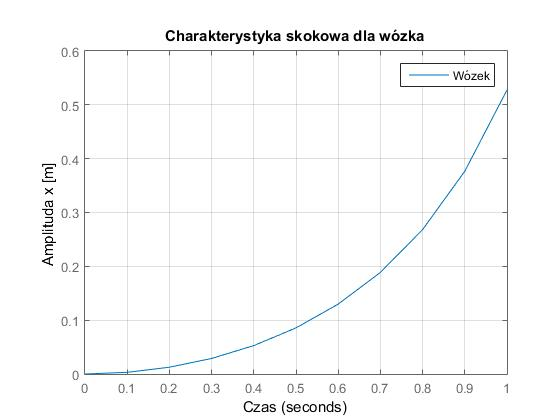 Charakterystyka skokowa dla wózka
Wózek
Amplituda x [m]
0.6
0.5
0.4
0.3
0.2
0.1
0
0 0.1 0.2 0.3 0.4 0.5 0.6 0.7 0.8 0.9 1
Czas (seconds)